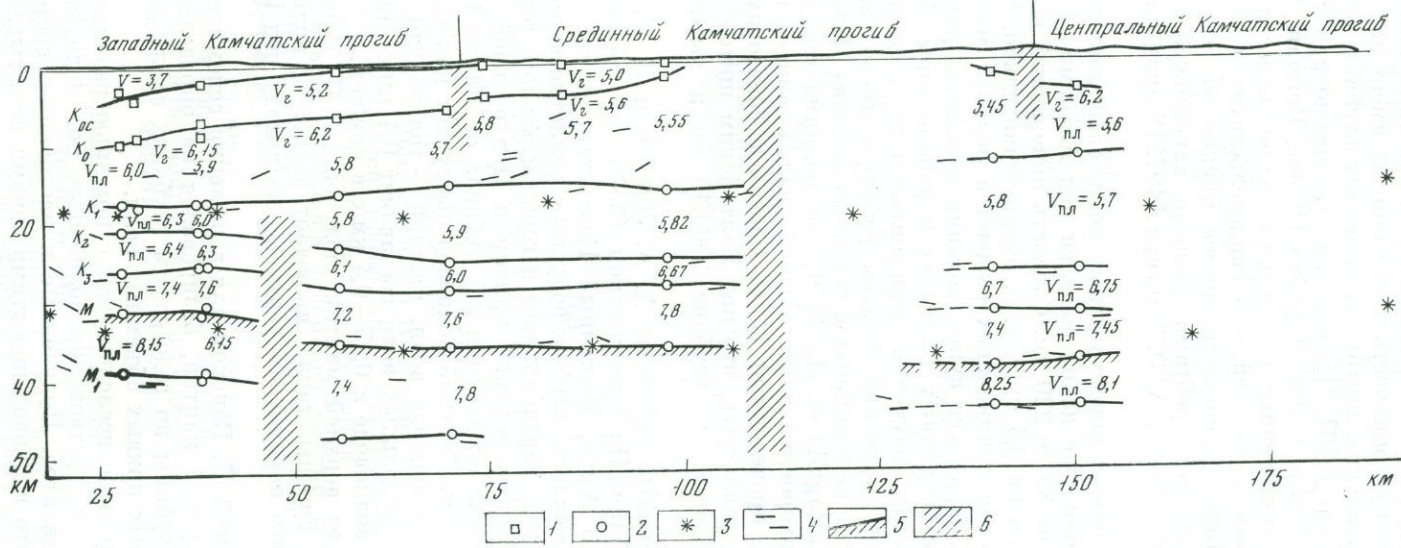 Западный Камчатский прогиб
Срединный Камчатский прогиб
Центральный Камчатский прогиб
0
V = 3,7
V₂ = 5,2
V₂ = 5,0
5,45
V₂ = 6,2
K₀c
V₂ = 5,6
K₀
V₂ = 6,15
V₂ = 6,2
5,7
5,8
5,7
5,55
Vпл = 5,6
Vпл = 6,0
5,9
5,8
K₁
Vпл = 6,3
6,0
5,8
5,9
5,82
5,8
Vпл = 5,7
20
K₂
Vпл = 6,4
6,3
6,1
6,0
6,67
6,7
Vпл = 6,75
K₃
Vпл = 7,4
7,6
7,2
7,6
7,8
7,4
Vпл = 7,45
M
Vпл = 8,15
8,15
40
M₁
7,4
7,8
8,25
Vпл = 8,1
50
км
25
50
75
100
125
150
175
км
1
2
3
4
5
6